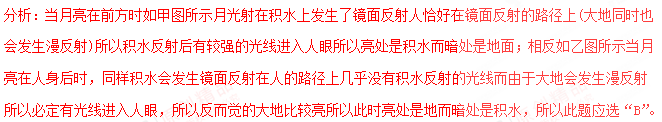 分析：当月亮在前方时如甲图所示月光射在积水上发生了镜面反射人恰好在镜面反射的路径上(大地同时也
会发生漫反射)所以积水反射后有较强的光线进入人眼所以亮处是积水而暗处是地面；相反如乙图所示当月
亮在人身后时，同样积水会发生镜面反射在人的路径上几乎没有积水反射的光线而由于大地会发生漫反射
所以必定有光线进入人眼，所以反而觉的大地比较亮所以此时亮处是地而暗处是积水，所以此题应选“B”。